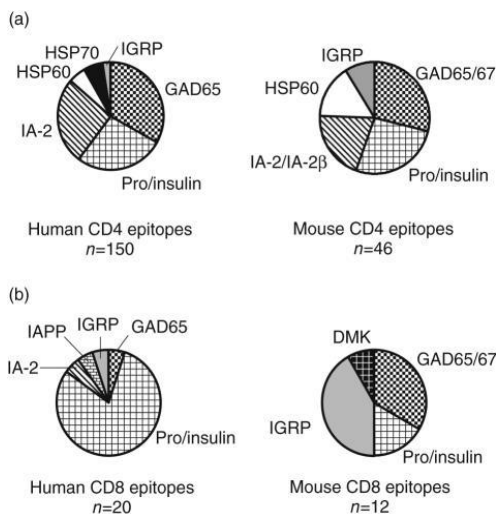 (a)
HSP70
IGRP
HSP60
GAD65
IA-2
Pro/insulin
Human CD4 epitopes
n=150
IGRP
GAD65/67
HSP60
IA-2/IA-2β
Pro/insulin
Mouse CD4 epitopes
n=46
(b)
IAPP
IGRP
GAD65
IA-2
Pro/insulin
Human CD8 epitopes
n=20
DMK
GAD65/67
IGRP
Pro/insulin
Mouse CD8 epitopes
n=12